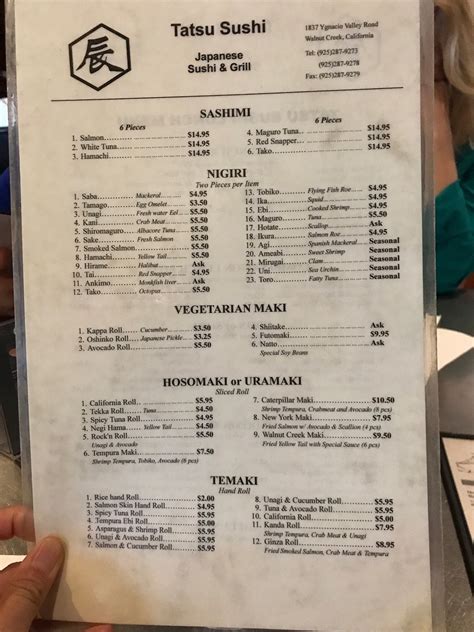 辰
Tatsu Sushi
Japanese
Sushi & Grill
1837 Ygnacio Valley Road
Walnut Creek, California
Tel: (925)287-9273
(925)287-9278
Fax: (925)287-9279
SASHIMI
6 Pieces
1. Salmon $14.95
2. White Tuna $14.95
3. Hamachi $14.95
6 Pieces
4. Maguro Tuna $14.95
5. Red Snapper $14.95
6. Tako $14.95
NIGIRI
Two Pieces per Item
1. Saba Mackeral $4.95
2. Tamago Egg Omelet $3.50
3. Unagi Fresh water Eel $5.50
4. Kani Crab Meat $5.50
5. Shiromaguro Albacore Tuna $5.50
6. Sake Fresh Salmon $5.50
7. Smoked Salmon $5.50
8. Hamachi Yellow Tail $5.50
9. Hirame Halibut Ask
10. Tai Red Snapper $4.95
11. Ankimo Monkfish liver Ask
12. Tako Octopus $5.50
13. Tobiko Flying Fish Roe $4.95
14. Ika Squid $4.95
15. Ebi Cooked Shrimp $4.95
16. Maguro Tuna $5.50
17. Hotate Scallop Ask
18. Ikura Salmon Roe $4.95
19. Agi Spanish Mackeral Seasonal
20. Ameabi Sweet Shrimp Seasonal
21. Mirugai Clam Seasonal
22. Uni Sea Urchin Seasonal
23. Toro Fatty Tuna Seasonal
VEGETARIAN MAKI
1. Kappa Roll Cucumber $3.50
2. Oshinko Roll Japanese Pickle $3.25
3. Avocado Roll $5.50
4. Shiitake Ask
5. Futomaki $9.95
6. Natto Ask
Special Soy Beans
HOSOMAKI or URAMAKI
Sliced Roll
1. California Roll $5.95
2. Tekka Roll Tuna $4.50
3. Spicy Tuna Roll $4.95
4. Negi Hama Yellow Tail $4.50
5. Rock'n Roll $5.50
Unagi & Avocado
6. Tempura Maki $7.50
Shrimp Tempura, Tobiko, Avocado (6 pcs)
7. Caterpillar Maki $10.50
Shrimp Tempura, Crabmeat and Avocado (8 pcs)
8. New York Maki $7.95
Fried Salmon w/ Avocado & Scallion (4 pcs)
9. Walnut Creek Maki $9.50
Fried Yellow Tail with Special Sauce (6 pcs)
TEMAKI
Hand Roll
1. Rice hand Roll $2.00
2. Salmon Skin Hand Roll $4.95
3. Spicy Tuna Roll $5.95
4. Tempura Ebi Roll $5.00
5. Asparagus & Shrimp Roll $5.95
6. Unagi & Avocado Roll $5.95
7. Salmon & Cucumber Roll $5.95
8. Unagi & Cucumber Roll $5.95
9. Tuna & Avocado Roll $5.95
10. California Roll $5.00
11. Kanda Roll $7.95
Shrimp Tempura, Crab Meat & Unagi
12. Ginza Roll $8.95
Fried Smoked Salmon, Crab Meat & Tempura